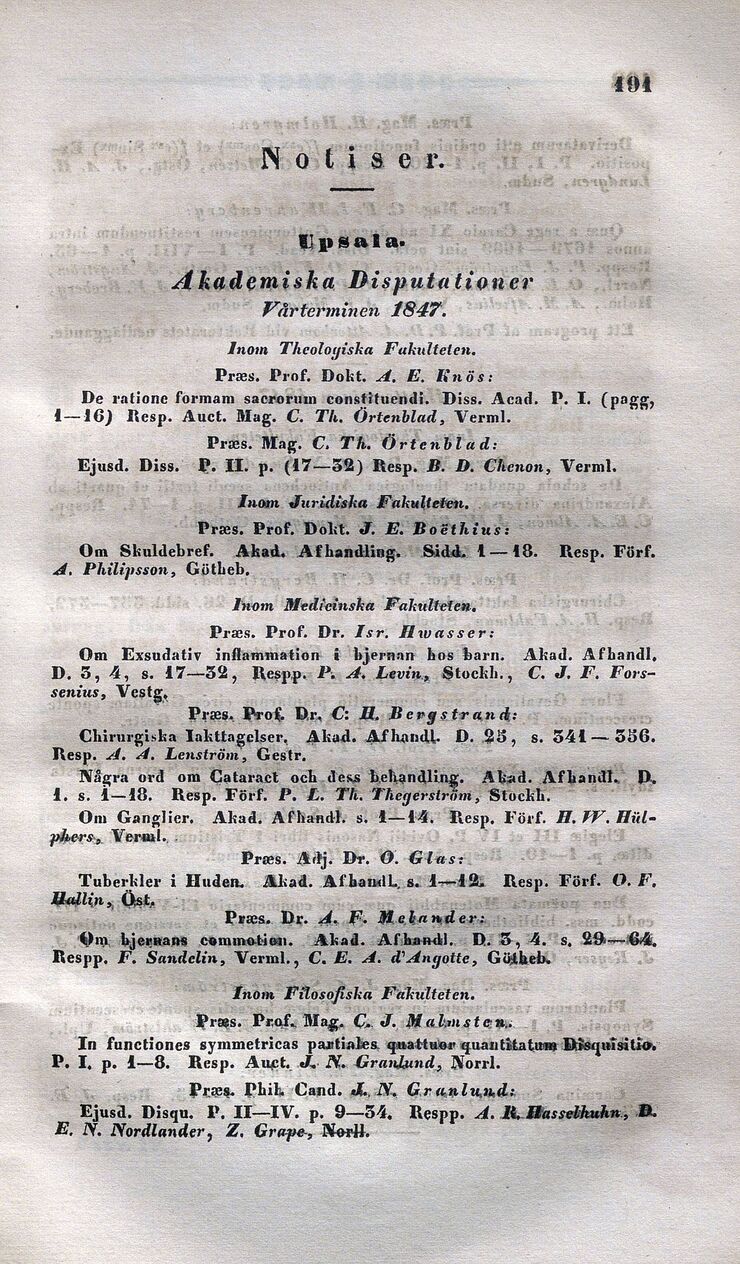 491
Notiser.
Upsala.
Akademiska Disputationer
Vårterminen 1847.
Inom Theologiska Fakulteten.
Præs. Prof. Dokt. A. E. Knös:
De ratione formam sacrorum constituendi. Diss. Acad. P. I. (pagg,
1—16) Resp. Auct. Mag. C. Th. Örtenblad, Verml.
Præs. Mag. C. Th. Örtenblad:
Ejusd. Diss. P. II. p. (17—32) Resp. B. D. Chenon, Verml.
Inom Juridiska Fakulteten.
Præs. Prof. Dokt. J. E. Boëthius:
Om Skuldebref. Akad. Afhandling. Sidd. 1—18. Resp. Förf.
A. Philipsson, Götheb.
Inom Medicinska Fakulteten.
Præs. Prof. Dr. Isr. Hwasser:
Om Exsudativ inflammation i hjernan hos barn. Akad. Afhandl.
D. 3, 4, s. 17—32, Respp. P. A. Levin, Stockh., C. J. F. Fors-
senius, Vestg.
Præs. Prof. Dr. C: H. Bergstrand:
Chirurgiska Iakttagelser, Akad. Afhandl. D. 25, s. 341—356.
Resp. A. A. Lenström, Gestr.
Några ord om Cataract och dess behandling. Akad. Afhandl. D.
1. s. 1—18. Resp. Förf. P. L. Th. Thegerström, Stockh.
Om Ganglier. Akad. Afhandl. s. 1—14. Resp. Förf. H. W. Hül-
phers, Verml.
Præs. Adj. Dr. O. Glas:
Tuberkler i Huden. Akad. Afhandl. s. 1—12. Resp. Förf. O. F.
Hallin, Öst.
Præs. Dr. A. F. Melander:
Om hjernans commotion. Akad. Afhandl. D. 3, 4. s. 29—64.
Respp. F. Sandelin, Verml., C. E. A. d'Angotte, Götheb.
Inom Filosofiska Fakulteten.
Præs. Prof. Mag. C. J. Malmsten:
In functiones symmetricas partiales quattuor quantitatum Disquisitio.
P. I. p. 1—8. Resp. Auct. J. N. Granlund, Norrl.
Præs. Phil. Cand. J. N. Granlund:
Ejusd. Disqu. P. II—IV. p. 9—34. Respp. A. R. Hasselhuhn, D.
E. N. Nordlander, Z. Grape, Norrl.